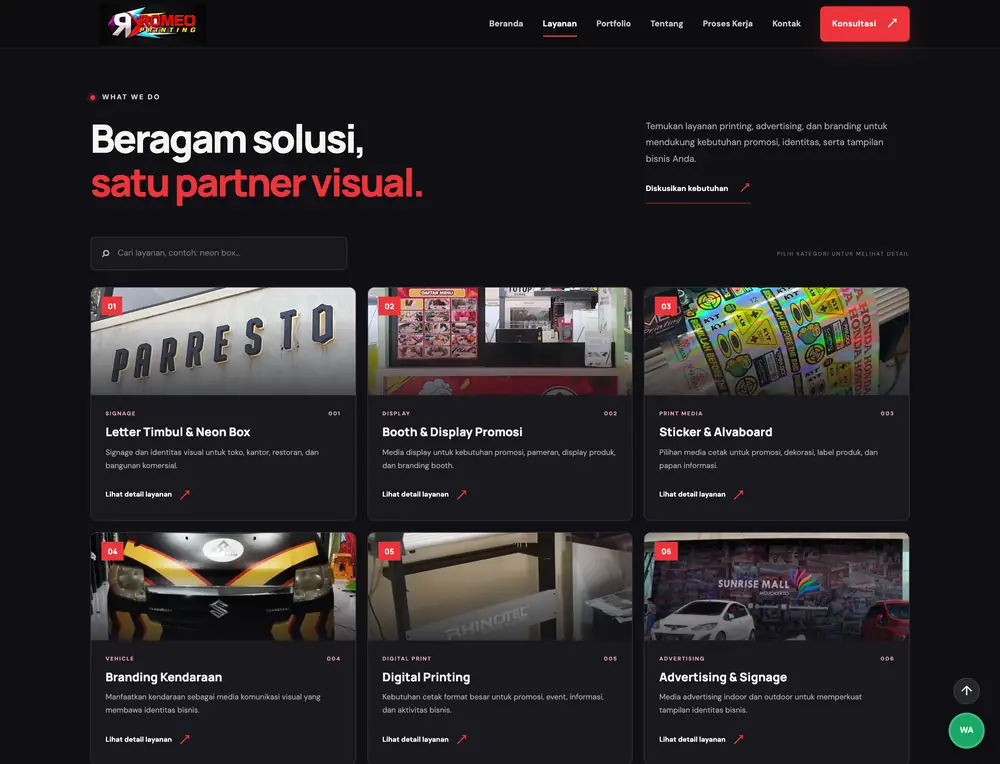 ROMEO
PRINTING
Beranda
Layanan
Portfolio
Tentang
Proses Kerja
Kontak
Konsultasi
WHAT WE DO
Beragam solusi,
satu partner visual.
Temukan layanan printing, advertising, dan branding untuk
mendukung kebutuhan promosi, identitas, serta tampilan
bisnis Anda.
Diskusikan kebutuhan
Cari layanan, contoh: neon box...
PILIH KATEGORI UNTUK MELIHAT DETAIL
01
PARRESTO
SIGNAGE
001
Letter Timbul & Neon Box
Signage dan identitas visual untuk toko, kantor, restoran, dan
bangunan komersial.
Lihat detail layanan
02
DAFTAR MENU
TUTUP
DISPLAY
002
Booth & Display Promosi
Media display untuk kebutuhan promosi, pameran, display produk,
dan branding booth.
Lihat detail layanan
03
KYT
KYT
KYT
HONDA
PRINT MEDIA
003
Sticker & Alvaboard
Pilihan media cetak untuk promosi, dekorasi, label produk, dan
papan informasi.
Lihat detail layanan
04
VEHICLE
004
Branding Kendaraan
Manfaatkan kendaraan sebagai media komunikasi visual yang
membawa identitas bisnis.
Lihat detail layanan
05
RHINOTEC
DIGITAL PRINT
005
Digital Printing
Kebutuhan cetak format besar untuk promosi, event, informasi,
dan aktivitas bisnis.
Lihat detail layanan
06
SUNRISE MALL
MOJOKERTO
ADVERTISING
006
Advertising & Signage
Media advertising indoor dan outdoor untuk memperkuat
tampilan identitas bisnis.
Lihat detail layanan
WA